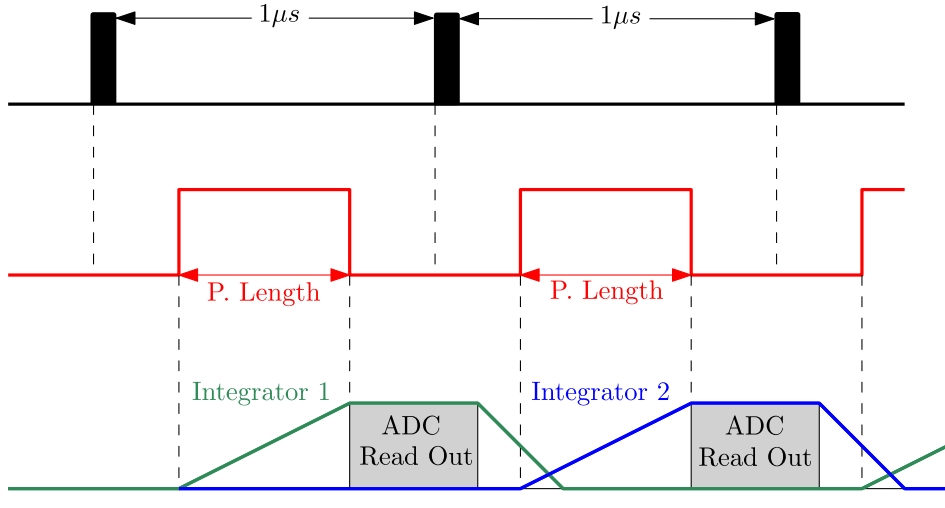 1μs
1μs
P. Length
P. Length
Integrator 1
Integrator 2
ADC
Read Out
ADC
Read Out